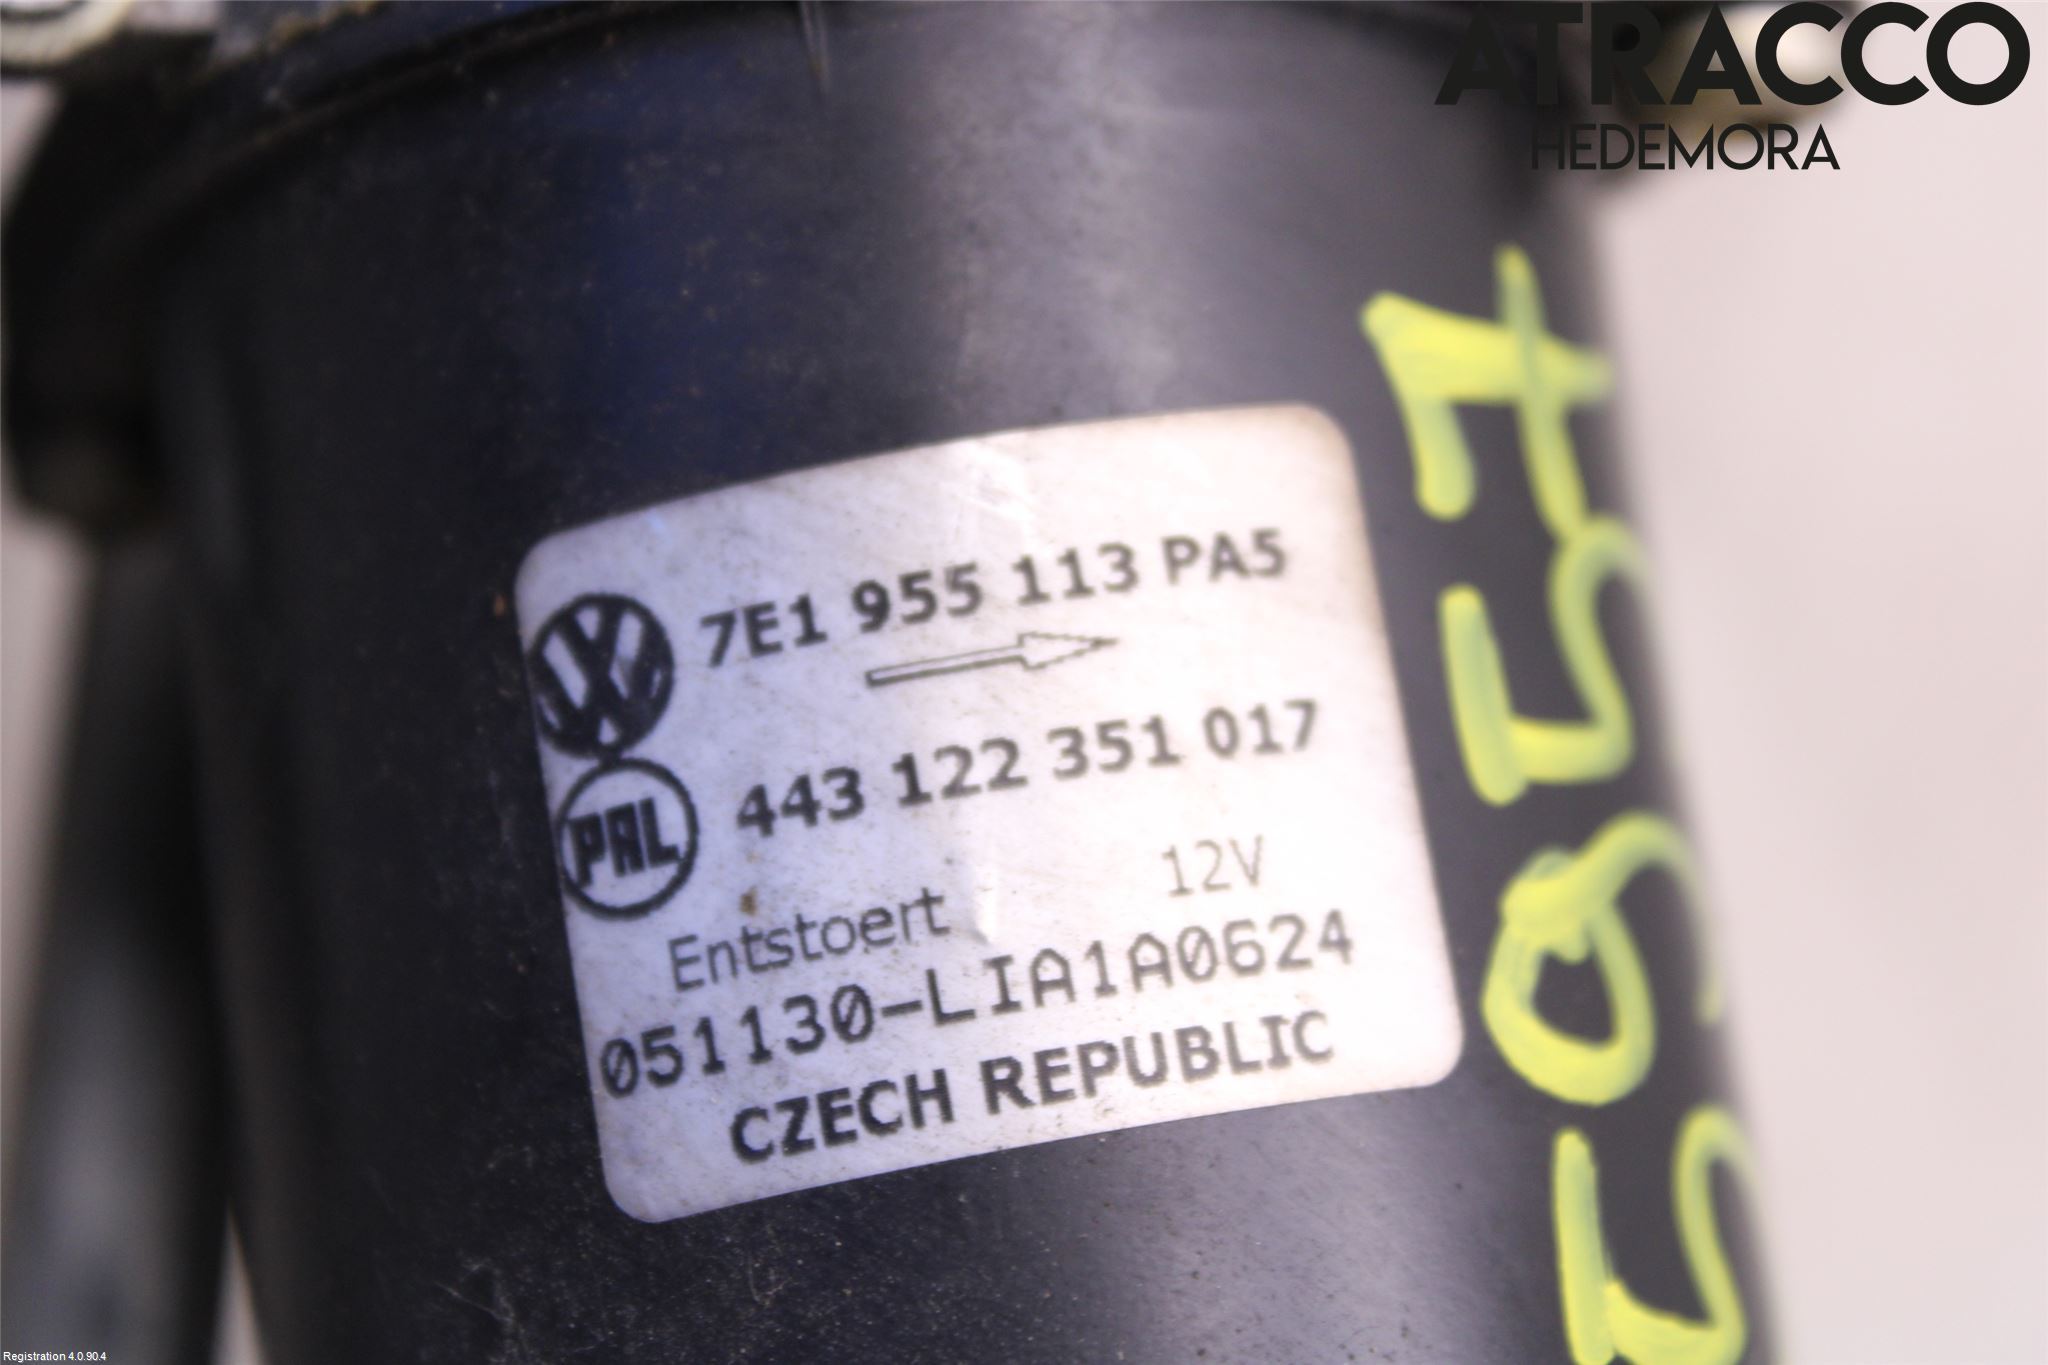 ATRACCO
HEDEMORA
7E1 955 113 PA5
443 122 351 017
PAL
Entstoert 12V
051130-LIA1A0624
CZECH REPUBLIC
Registration 4.0.90.4